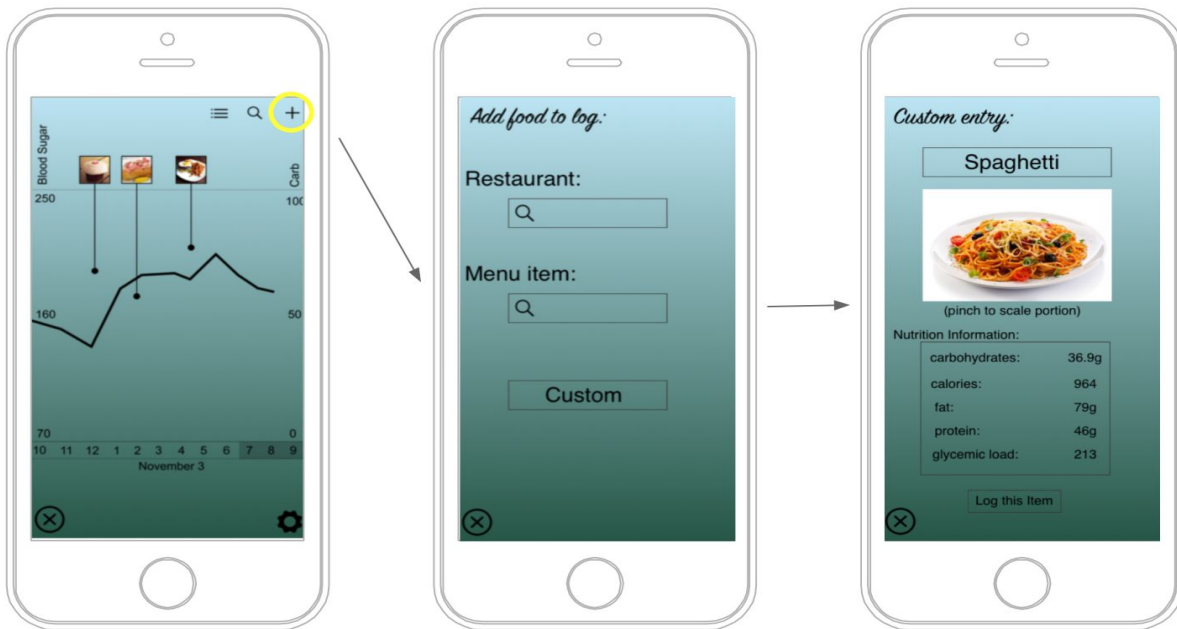 Blood Sugar
Carb
250
100
160
50
70
0
10 11 12 1 2 3 4 5 6 7 8 9
November 3
Add food to log:
Restaurant:
Menu item:
Custom
Custom entry:
Spaghetti
(pinch to scale portion)
Nutrition Information:
carbohydrates: 36.9g
calories: 964
fat: 79g
protein: 46g
glycemic load: 213
Log this Item